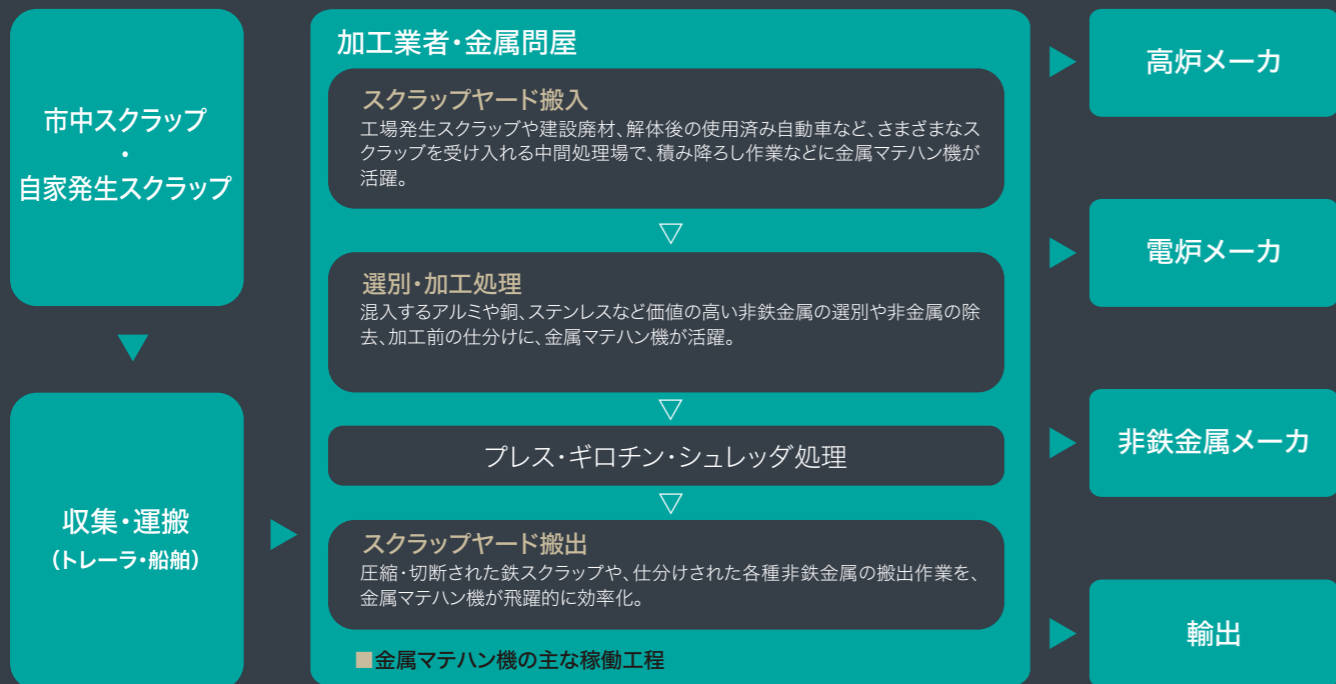 市中スクラップ
・
自家発生スクラップ
収集・運搬
（トレーラ・船舶）
加工業者・金属問屋
スクラップヤード搬入
工場発生スクラップや建設廃材、解体後の使用済み自動車など、さまざまなス
クラップを受け入れる中間処理場で、積み降ろし作業などに金属マテハン機が
活躍。
選別・加工処理
混入するアルミや銅、ステンレスなど価値の高い非鉄金属の選別や非金属の除
去、加工前の仕分けに、金属マテハン機が活躍。
プレス・ギロチン・シュレッダ処理
スクラップヤード搬出
圧縮・切断された鉄スクラップや、仕分けされた各種非鉄金属の搬出作業を、
金属マテハン機が飛躍的に効率化。
■金属マテハン機の主な稼働工程
高炉メーカ
電炉メーカ
非鉄金属メーカ
輸出